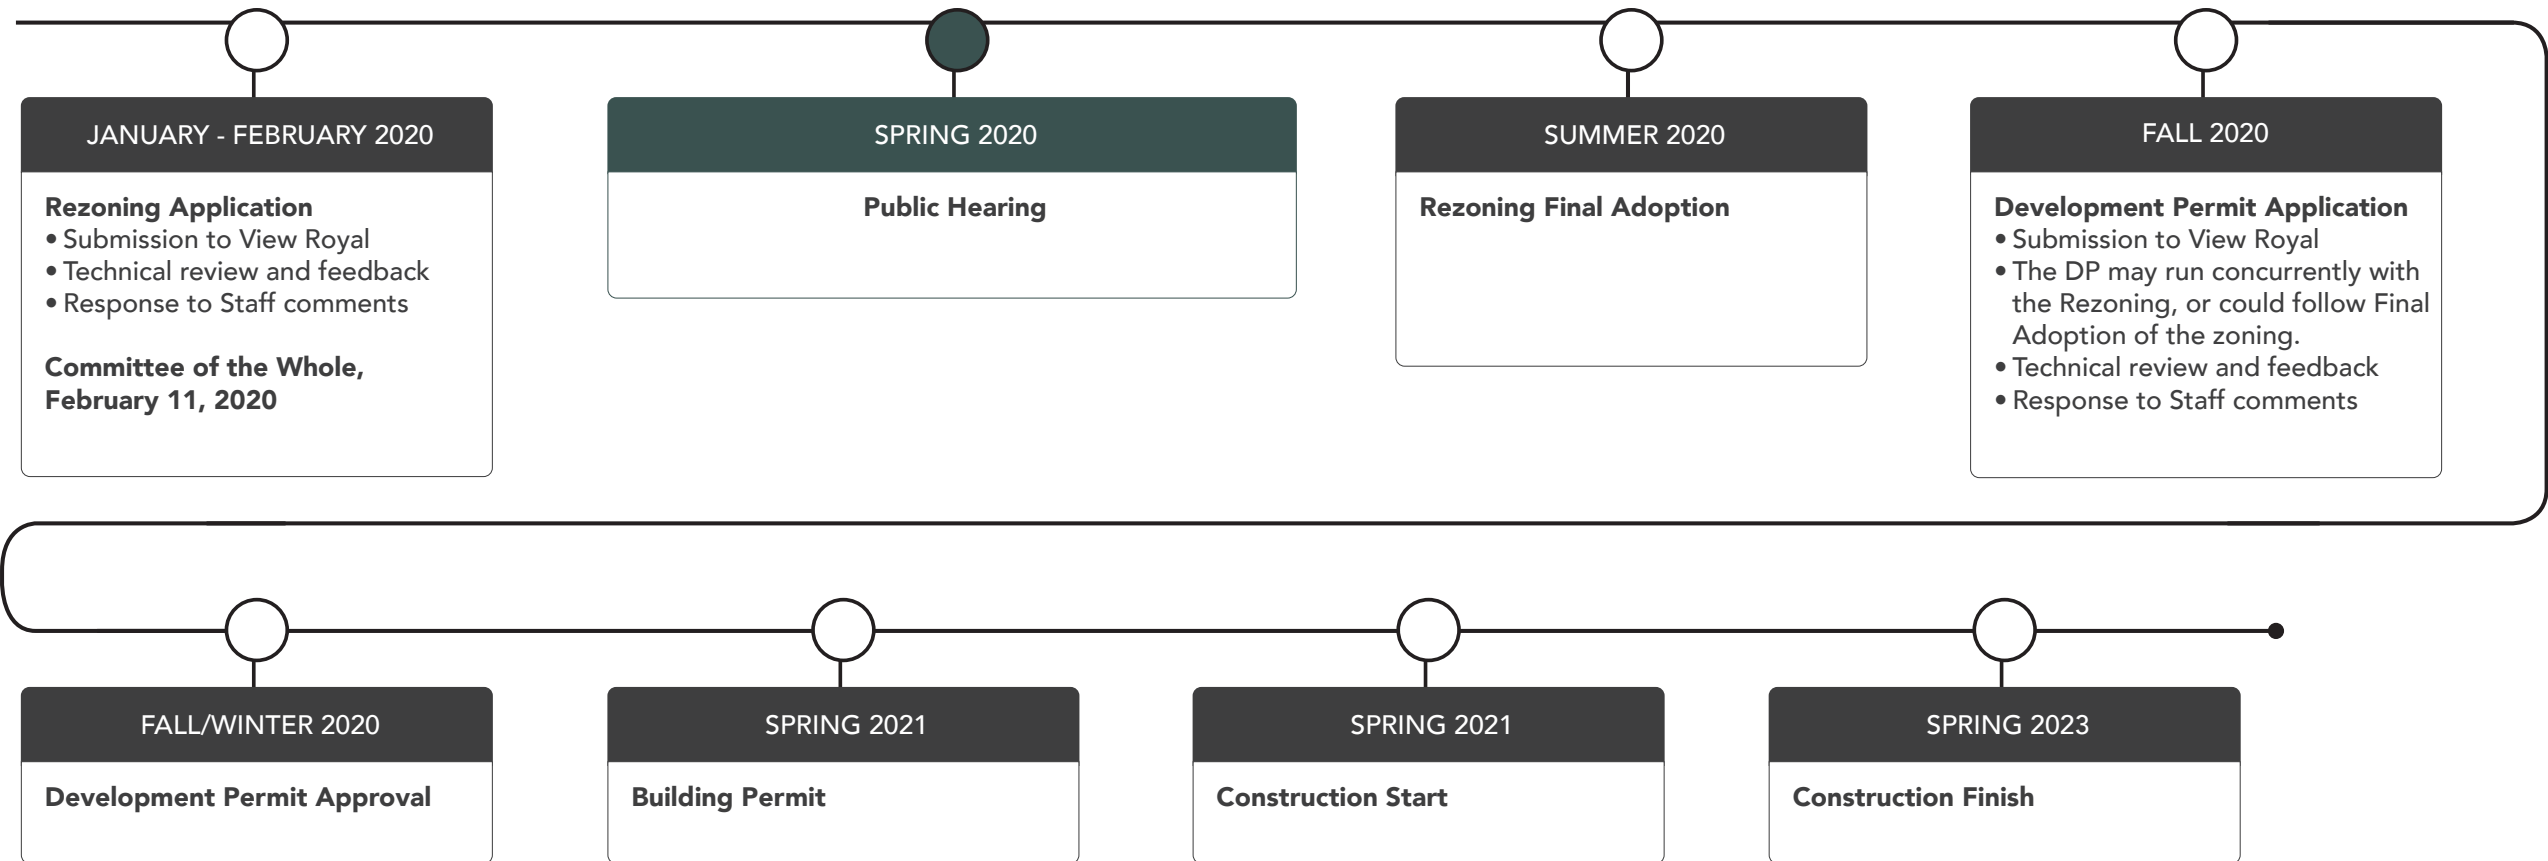 JANUARY - FEBRUARY 2020
Rezoning Application
• Submission to View Royal
• Technical review and feedback
• Response to Staff comments
Committee of the Whole,
February 11, 2020
SPRING 2020
Public Hearing
SUMMER 2020
Rezoning Final Adoption
FALL 2020
Development Permit Application
• Submission to View Royal
• The DP may run concurrently with
the Rezoning, or could follow Final
Adoption of the zoning.
• Technical review and feedback
• Response to Staff comments
FALL/WINTER 2020
Development Permit Approval
SPRING 2021
Building Permit
SPRING 2021
Construction Start
SPRING 2023
Construction Finish